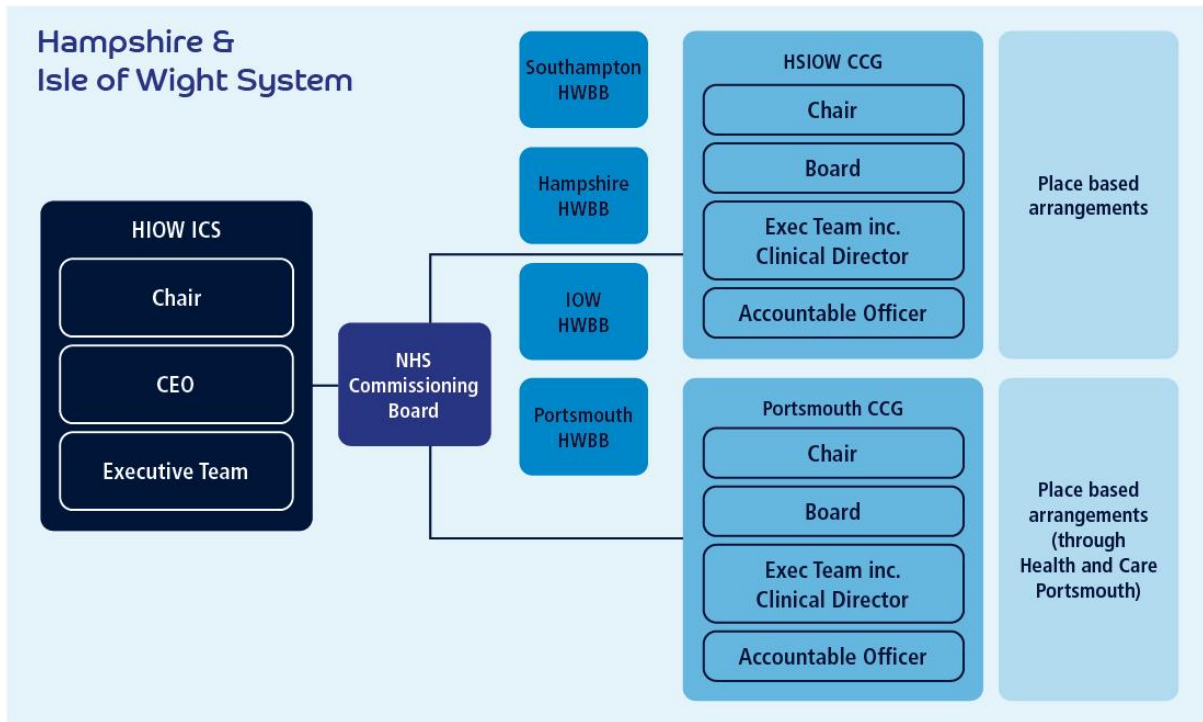 Hampshire &
Isle of Wight System
HIOW ICS
Chair
CEO
Executive Team
NHS
Commissioning
Board
Southampton
HWBB
Hampshire
HWBB
IOW
HWBB
Portsmouth
HWBB
HSIOW CCG
Chair
Board
Exec Team inc.
Clinical Director
Accountable Officer
Place based
arrangements
Portsmouth CCG
Chair
Board
Exec Team inc.
Clinical Director
Accountable Officer
Place based
arrangements
(through
Health and Care
Portsmouth)